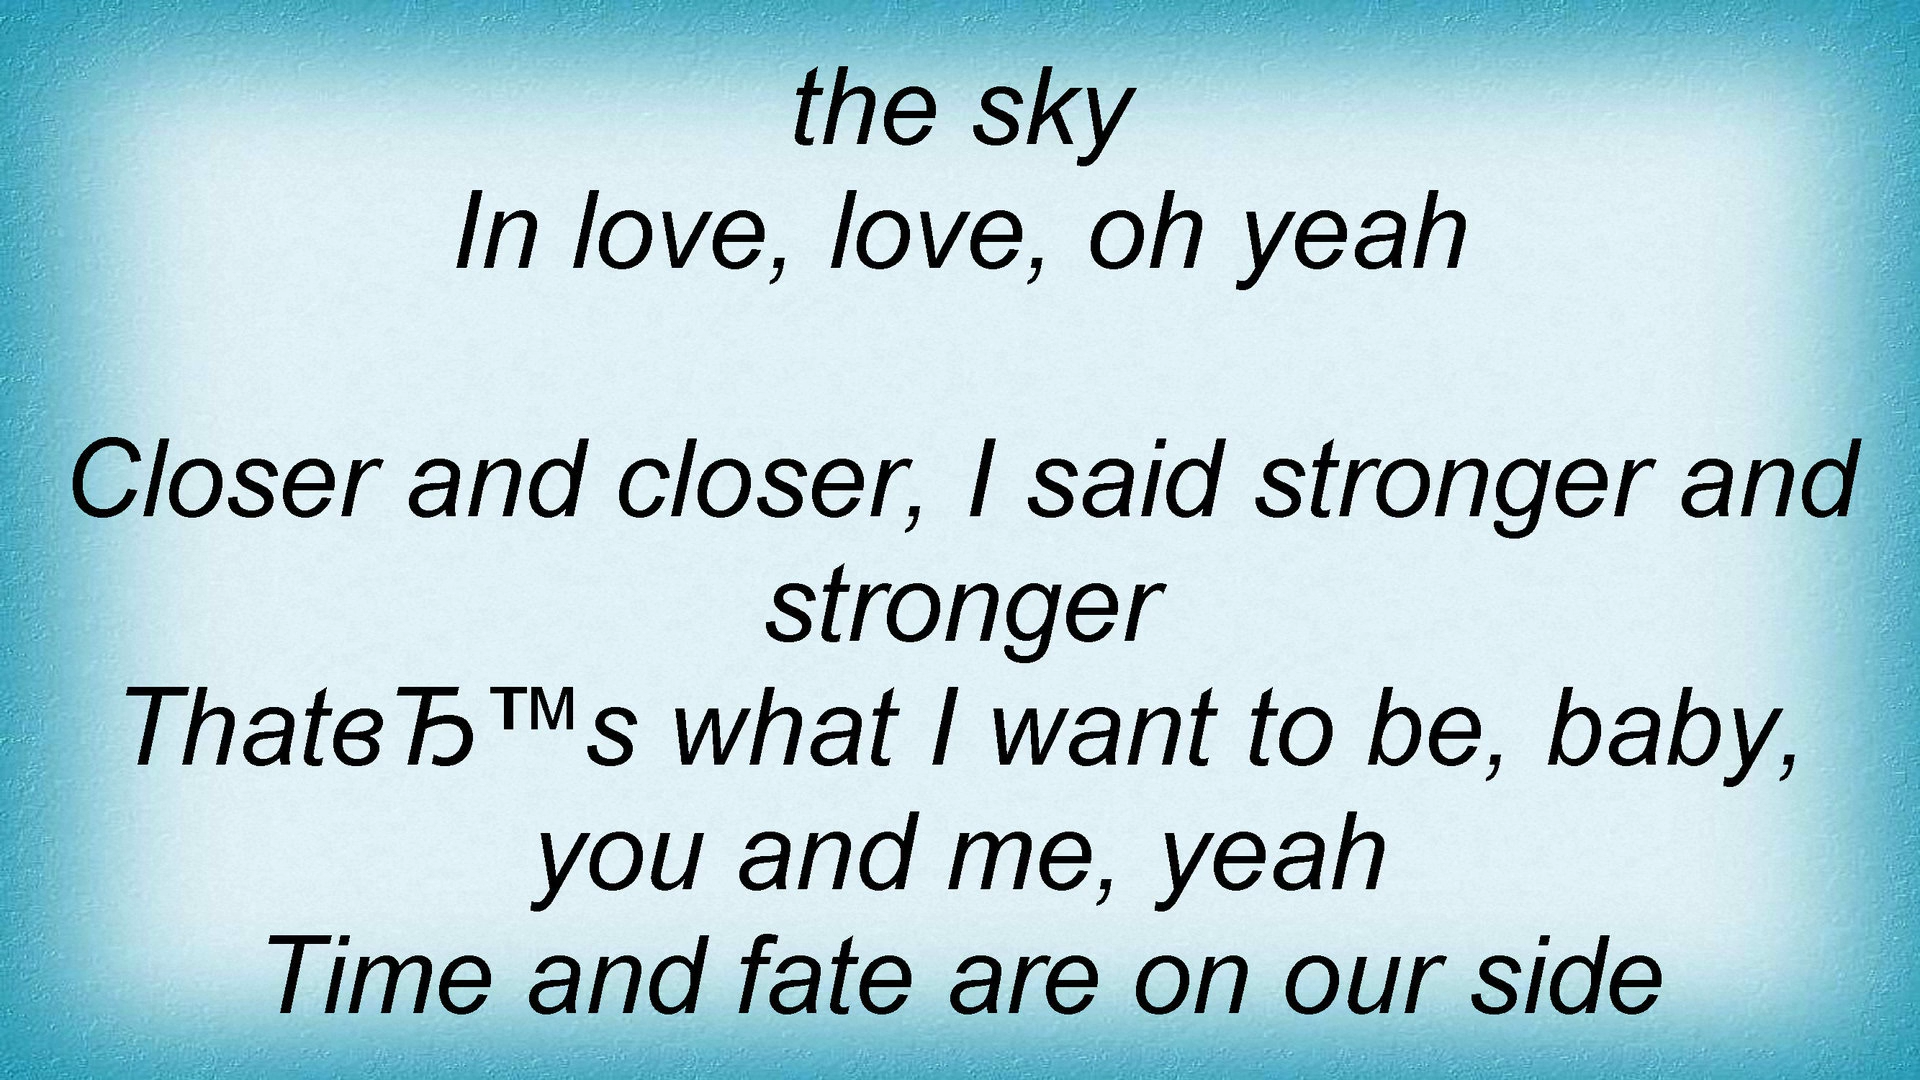 the sky
In love, love, oh yeah
Closer and closer, I said stronger and
stronger
ThatвЂ™s what I want to be, baby,
you and me, yeah
Time and fate are on our side